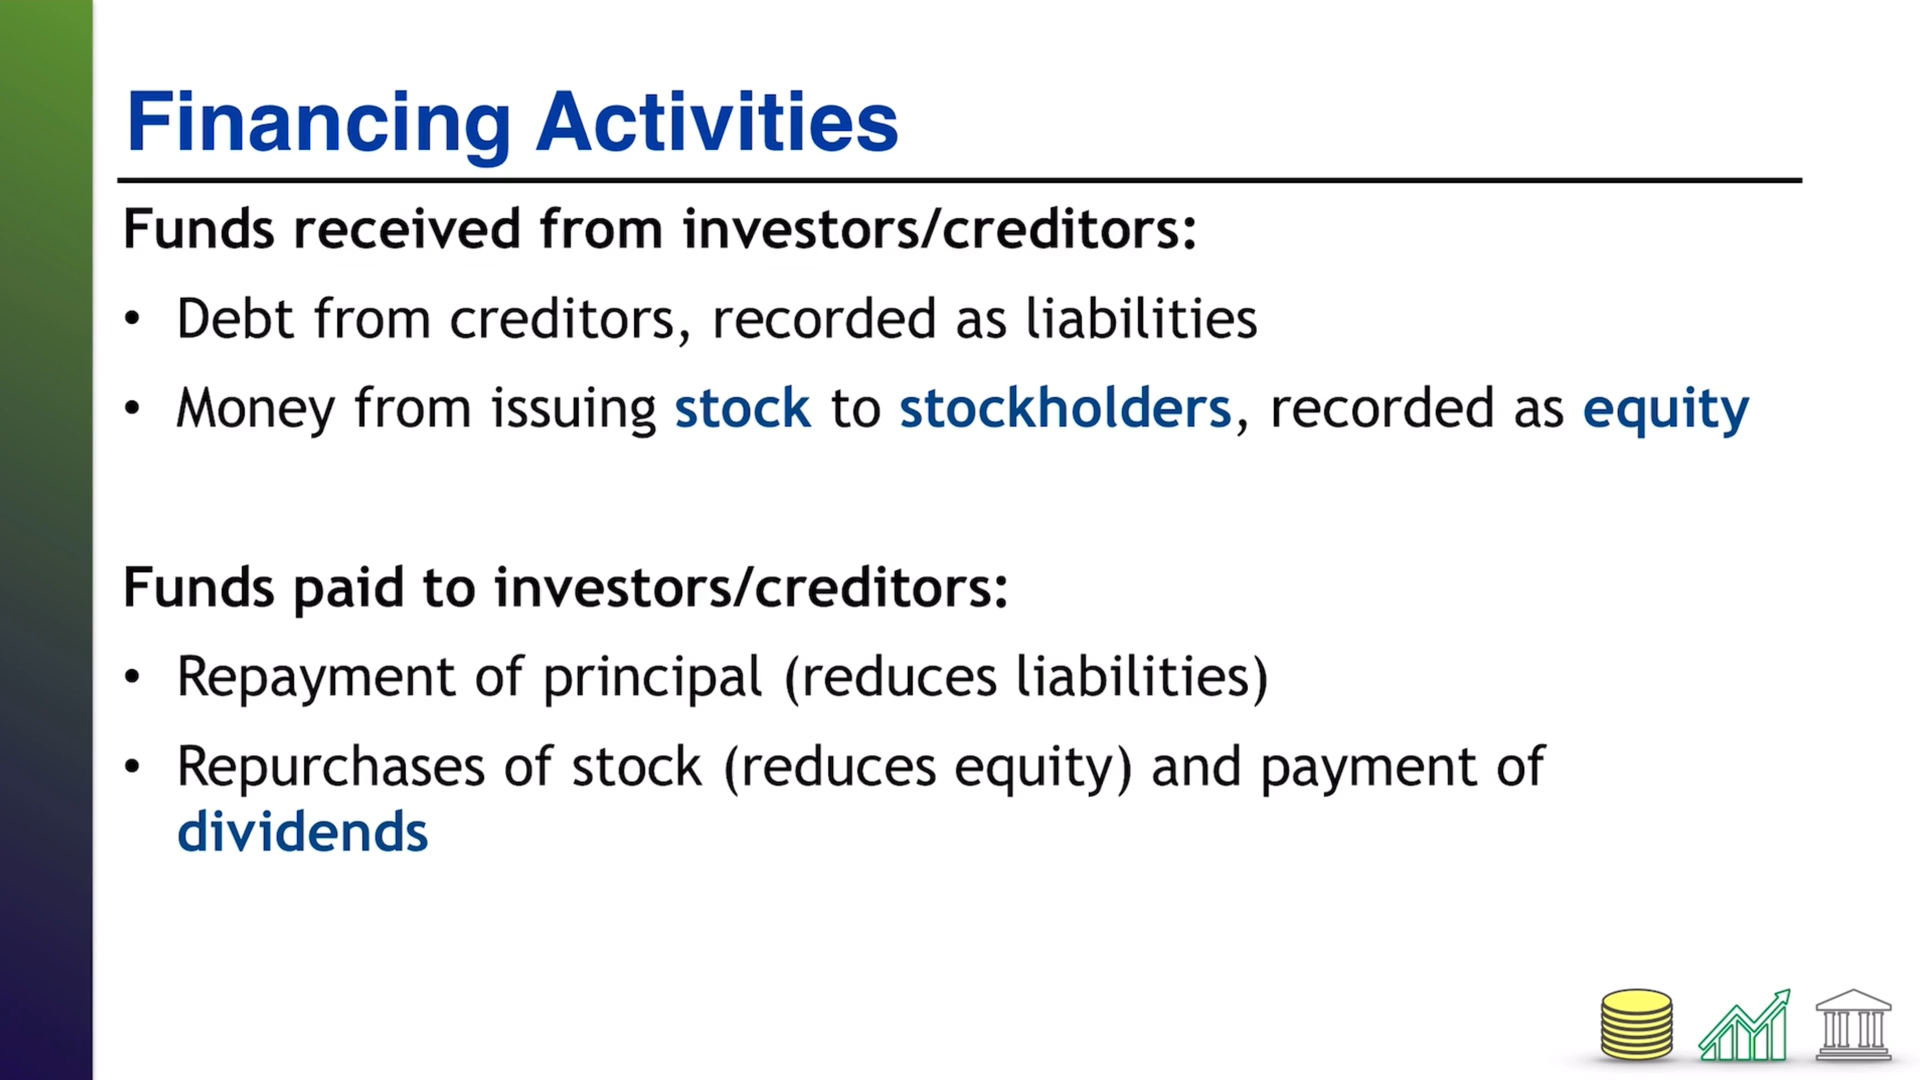 Financing Activities
Funds received from investors/creditors:
• Debt from creditors, recorded as liabilities
• Money from issuing stock to stockholders, recorded as equity
Funds paid to investors/creditors:
• Repayment of principal (reduces liabilities)
• Repurchases of stock (reduces equity) and payment of
dividends